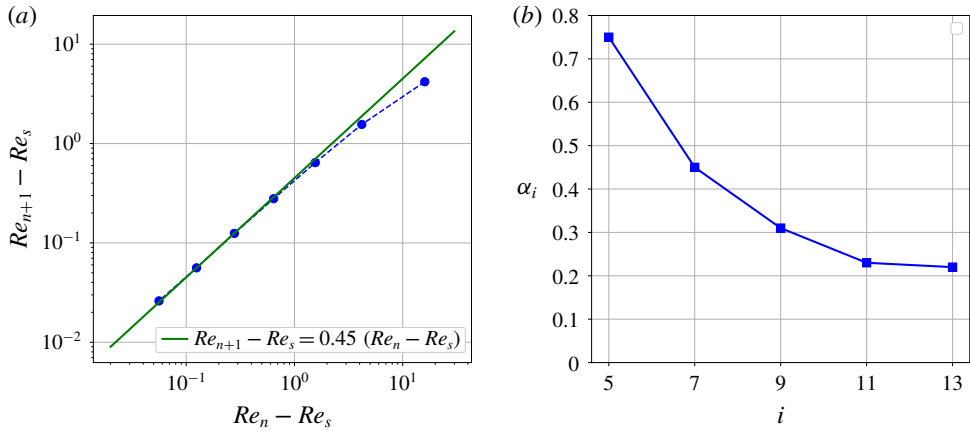 (a)
10^1
10^0
10^−1
10^−2
Re_{n+1} − Re_s
Re_{n+1} − Re_s = 0.45 (Re_n − Re_s)
10^−1 10^0 10^1
Re_n − Re_s
(b)
0.8
0.7
0.6
0.5
α_i
0.4
0.3
0.2
0.1
0
5 7 9 11 13
i